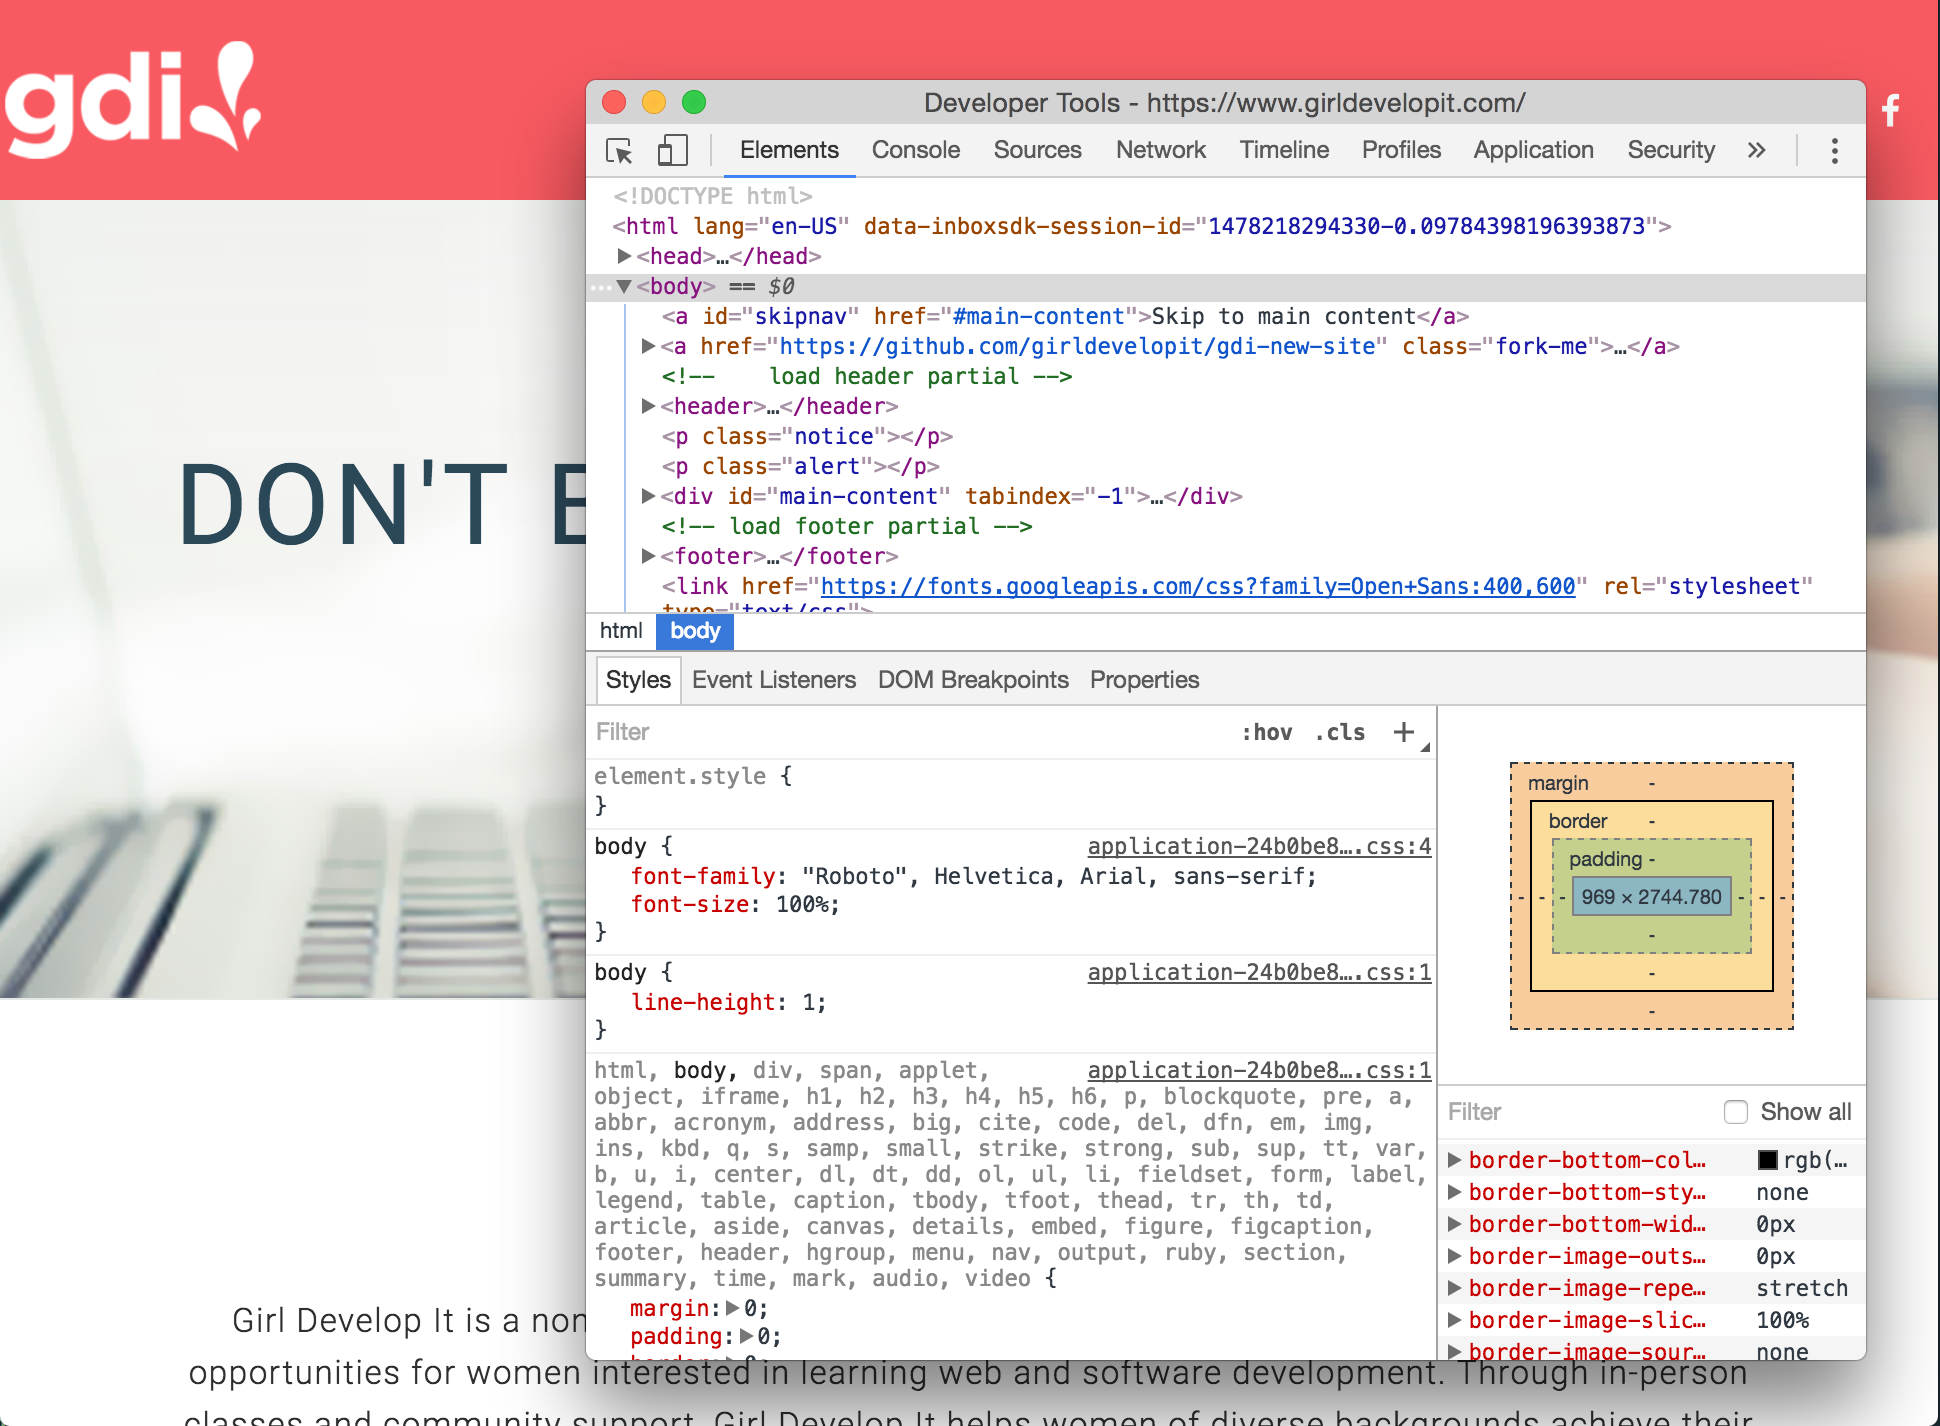 gdi
Developer Tools - https://www.girldevelopit.com/
Elements Console Sources Network Timeline Profiles Application Security »
<!DOCTYPE html>
<html lang="en-US" data-inboxsdk-session-id="1478218294330-0.09784398196393873">
▶<head>…</head>
…▼<body> == $0
<a id="skipnav" href="#main-content">Skip to main content</a>
▶<a href="https://github.com/girldevelopit/gdi-new-site" class="fork-me">…</a>
<!--    load header partial -->
▶<header>…</header>
<p class="notice"></p>
<p class="alert"></p>
▶<div id="main-content" tabindex="-1">…</div>
<!-- load footer partial -->
▶<footer>…</footer>
<link href="https://fonts.googleapis.com/css?family=Open+Sans:400,600" rel="stylesheet"
type="text/css">
html body
Styles Event Listeners DOM Breakpoints Properties
Filter :hov .cls +
element.style {
}
body { application-24b0be8….css:4
font-family: "Roboto", Helvetica, Arial, sans-serif;
font-size: 100%;
}
body { application-24b0be8….css:1
line-height: 1;
}
html, body, div, span, applet, application-24b0be8….css:1
object, iframe, h1, h2, h3, h4, h5, h6, p, blockquote, pre, a,
abbr, acronym, address, big, cite, code, del, dfn, em, img,
ins, kbd, q, s, samp, small, strike, strong, sub, sup, tt, var,
b, u, i, center, dl, dt, dd, ol, ul, li, fieldset, form, label,
legend, table, caption, tbody, tfoot, thead, tr, th, td,
article, aside, canvas, details, embed, figure, figcaption,
footer, header, hgroup, menu, nav, output, ruby, section,
summary, time, mark, audio, video {
margin:▶0;
padding:▶0;
border:▶0;
margin -
border -
padding -
- - - 969 × 2744.780 - - -
-
-
-
Filter Show all
▶border-bottom-col… rgb(…
▶border-bottom-sty… none
▶border-bottom-wid… 0px
▶border-image-outs… 0px
▶border-image-repe… stretch
▶border-image-slic… 100%
▶border-image-sour… none
DON'T B
Girl Develop It is a non
opportunities for women interested in learning web and software development. Through in-person
classes and community support, Girl Develop It helps women of diverse backgrounds achieve their